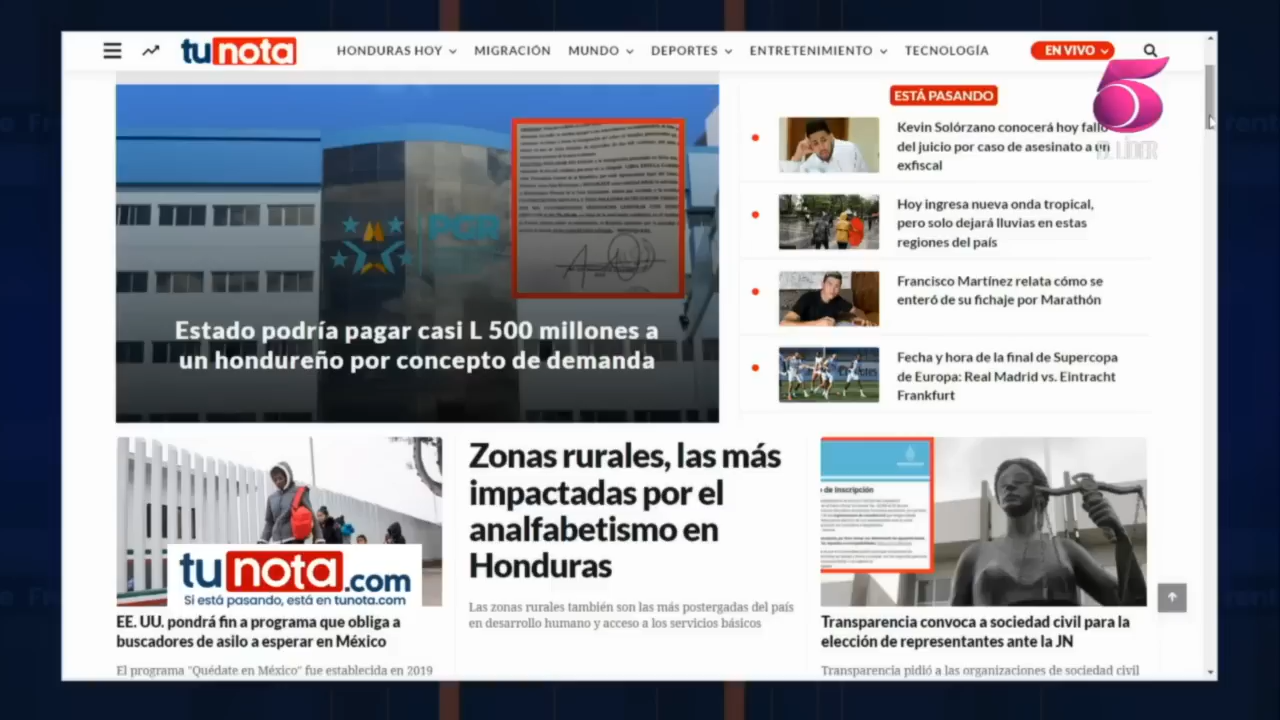 tunota
HONDURAS HOY
MIGRACIÓN
MUNDO
DEPORTES
ENTRETENIMIENTO
TECNOLOGÍA
EN VIVO
5
EL LÍDER
PGR
Estado podría pagar casi L 500 millones a
un hondureño por concepto de demanda
ESTÁ PASANDO
Kevin Solórzano conocerá hoy fallo
del juicio por caso de asesinato a un
exfiscal
Hoy ingresa nueva onda tropical,
pero solo dejará lluvias en estas
regiones del país
Francisco Martínez relata cómo se
enteró de su fichaje por Marathón
Fecha y hora de la final de Supercopa
de Europa: Real Madrid vs. Eintracht
Frankfurt
tunota.com
Si está pasando, está en tunota.com
EE. UU. pondrá fin a programa que obliga a
buscadores de asilo a esperar en México
El programa "Quédate en México" fue establecida en 2019
Zonas rurales, las más
impactadas por el
analfabetismo en
Honduras
Las zonas rurales también son las más postergadas del país
en desarrollo humano y acceso a los servicios básicos
de Inscripción
Transparencia convoca a sociedad civil para la
elección de representantes ante la JN
Transparencia pidió a las organizaciones de sociedad civil